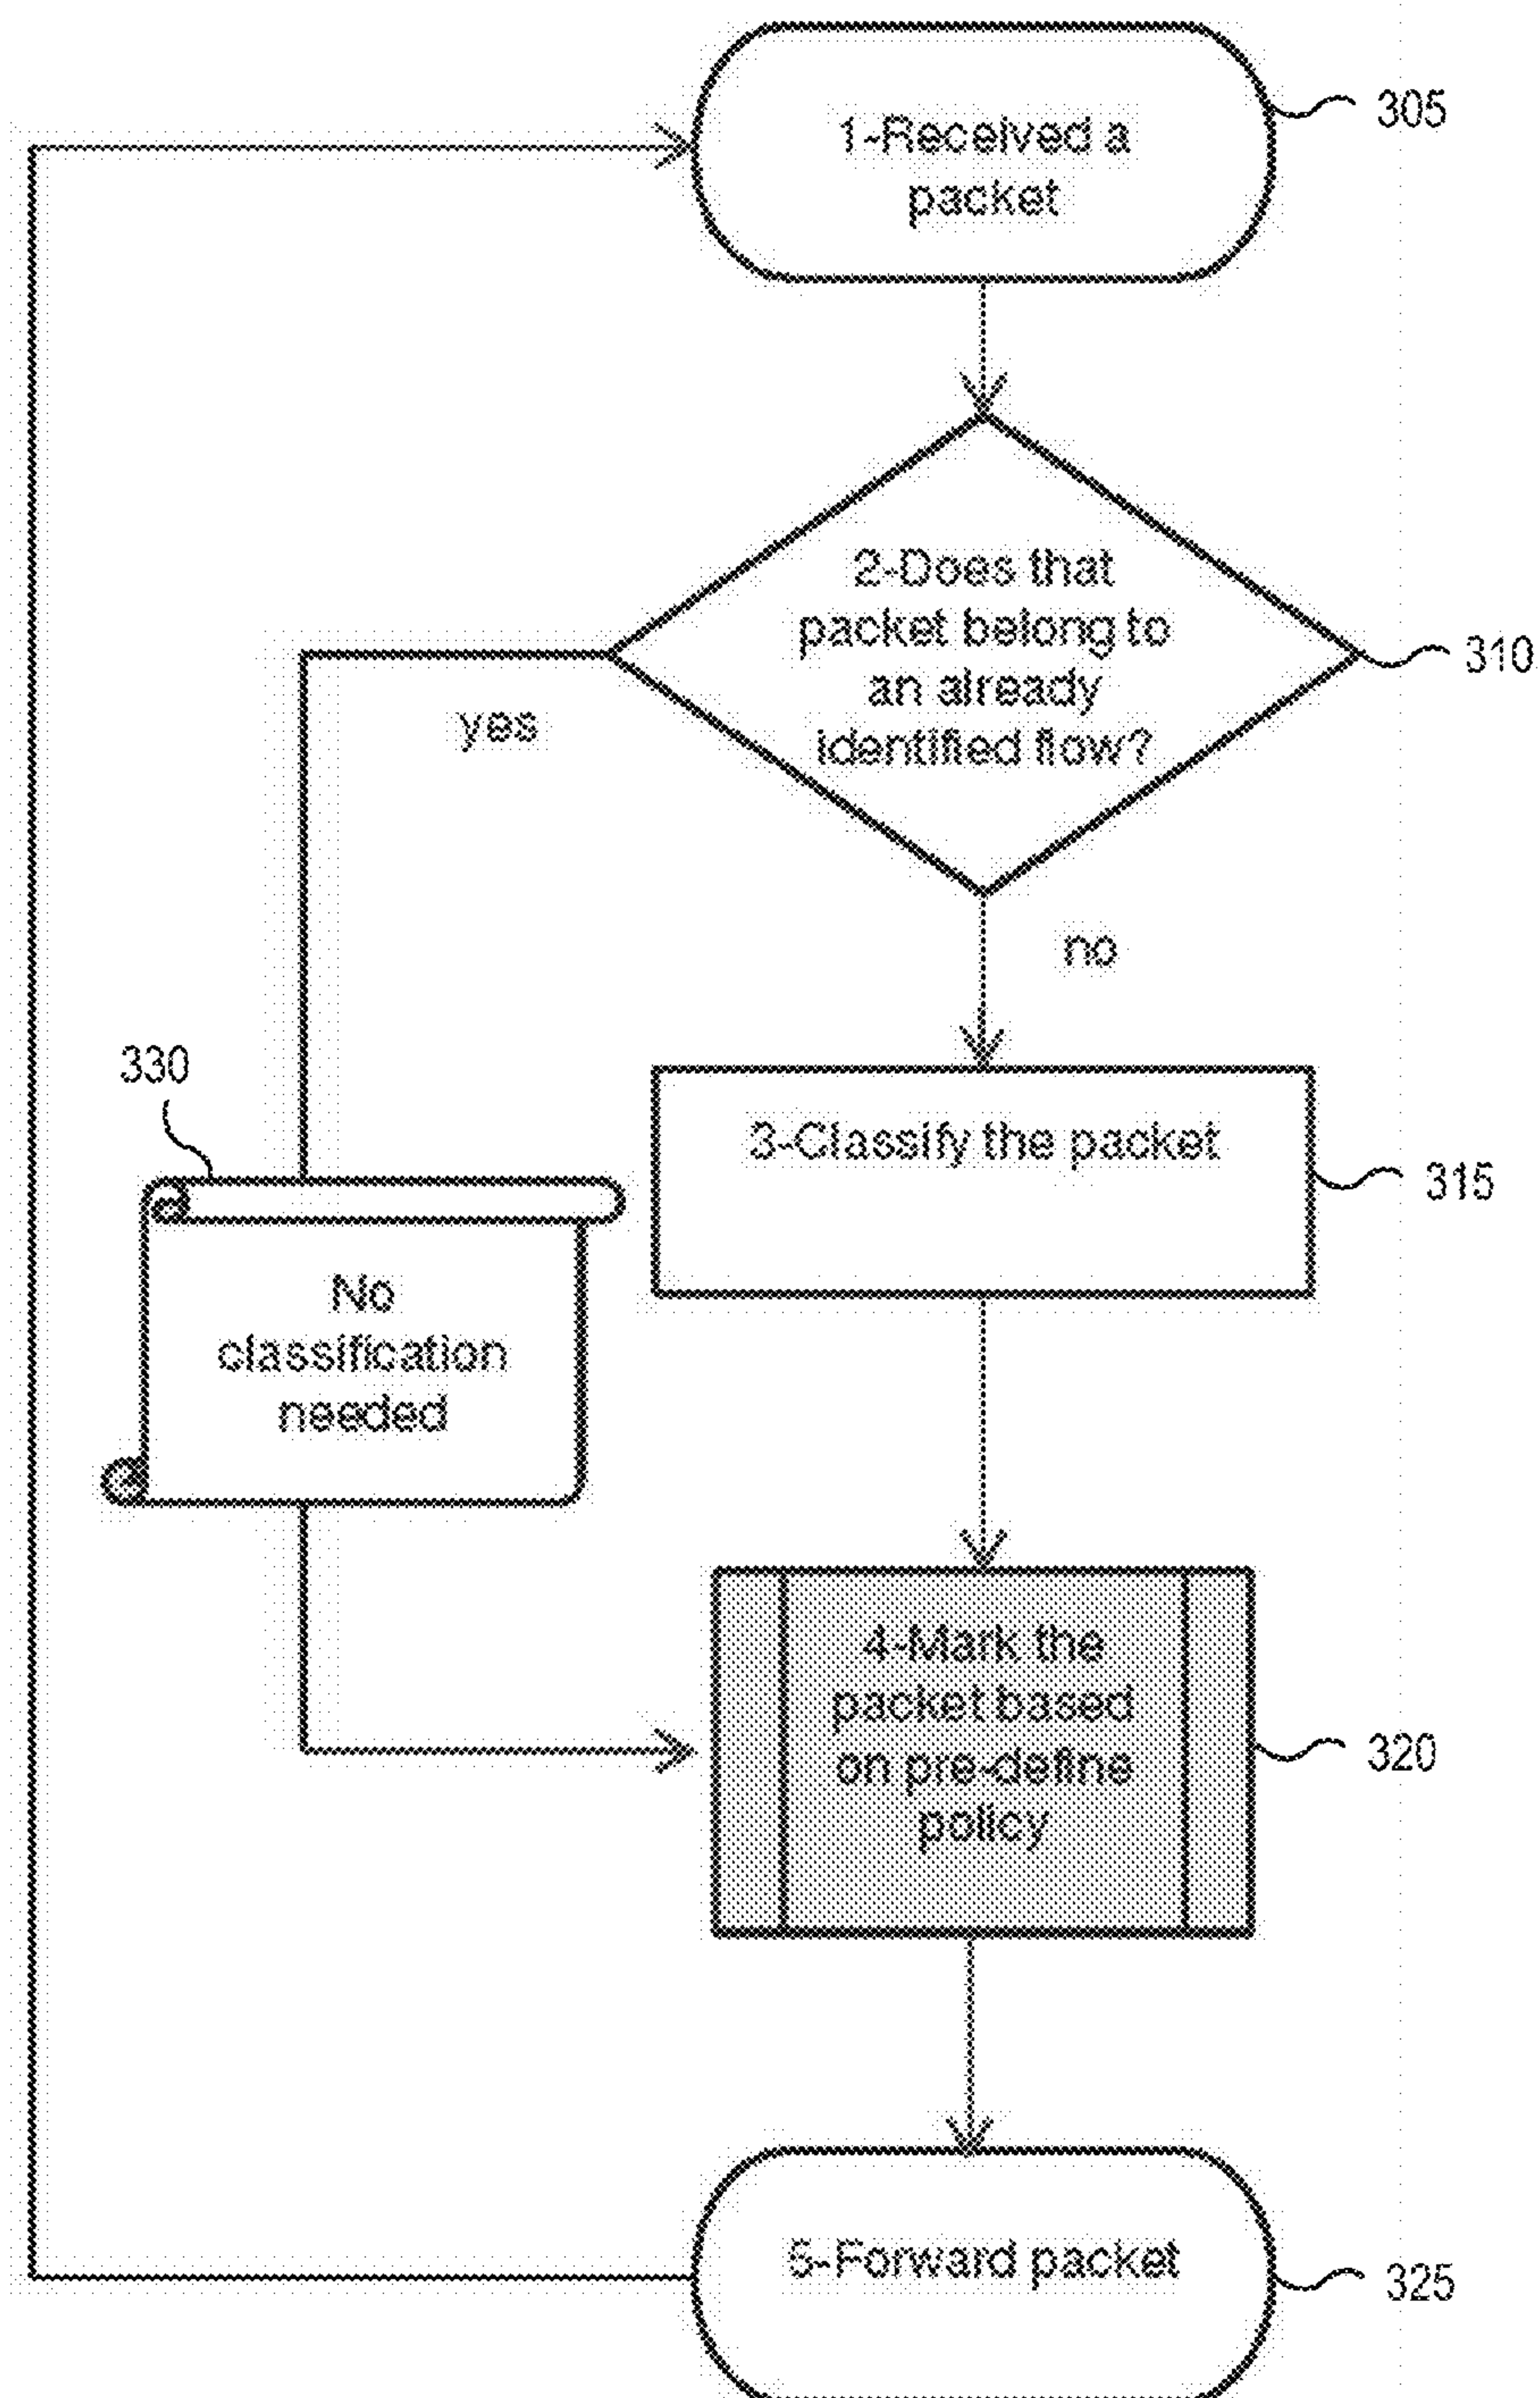 1-Received a
packet
305
2-Does that
packet belong to
an already
identified flow?
310
yes
no
330
3-Classify the packet
315
No
classification
needed
4-Mark the
packet based
on pre-define
policy
320
5-Forward packet
325